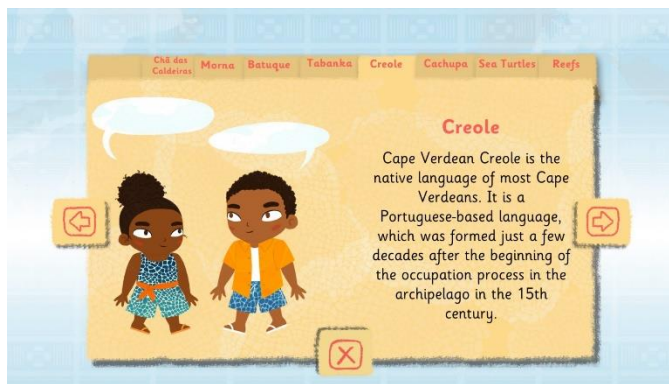 Chã das
Caldeiras
Morna
Batuque
Tabanka
Creole
Cachupa
Sea Turtles
Reefs
Creole
Cape Verdean Creole is the
native language of most Cape
Verdeans. It is a
Portuguese-based language,
which was formed just a few
decades after the beginning of
the occupation process in the
archipelago in the 15th
century.